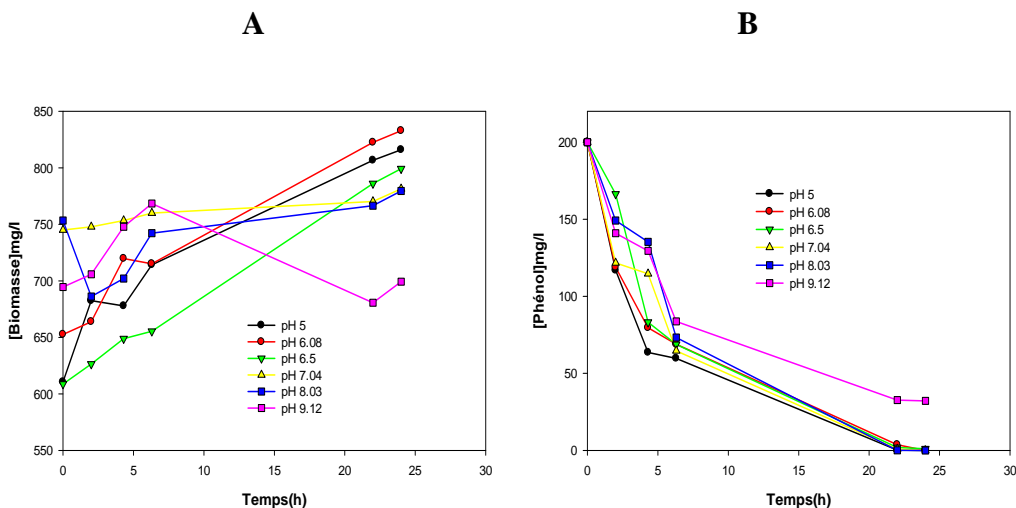 A
B
850
800
750
700
650
600
550
[Biomasse]mg/l
pH 5
pH 6.08
pH 6.5
pH 7.04
pH 8.03
pH 9.12
0 5 10 15 20 25 30
Temps(h)
200
150
100
50
0
[Phénol]mg/l
pH 5
pH 6.08
pH 6.5
pH 7.04
pH 8.03
pH 9.12
0 5 10 15 20 25 30
Temps(h)